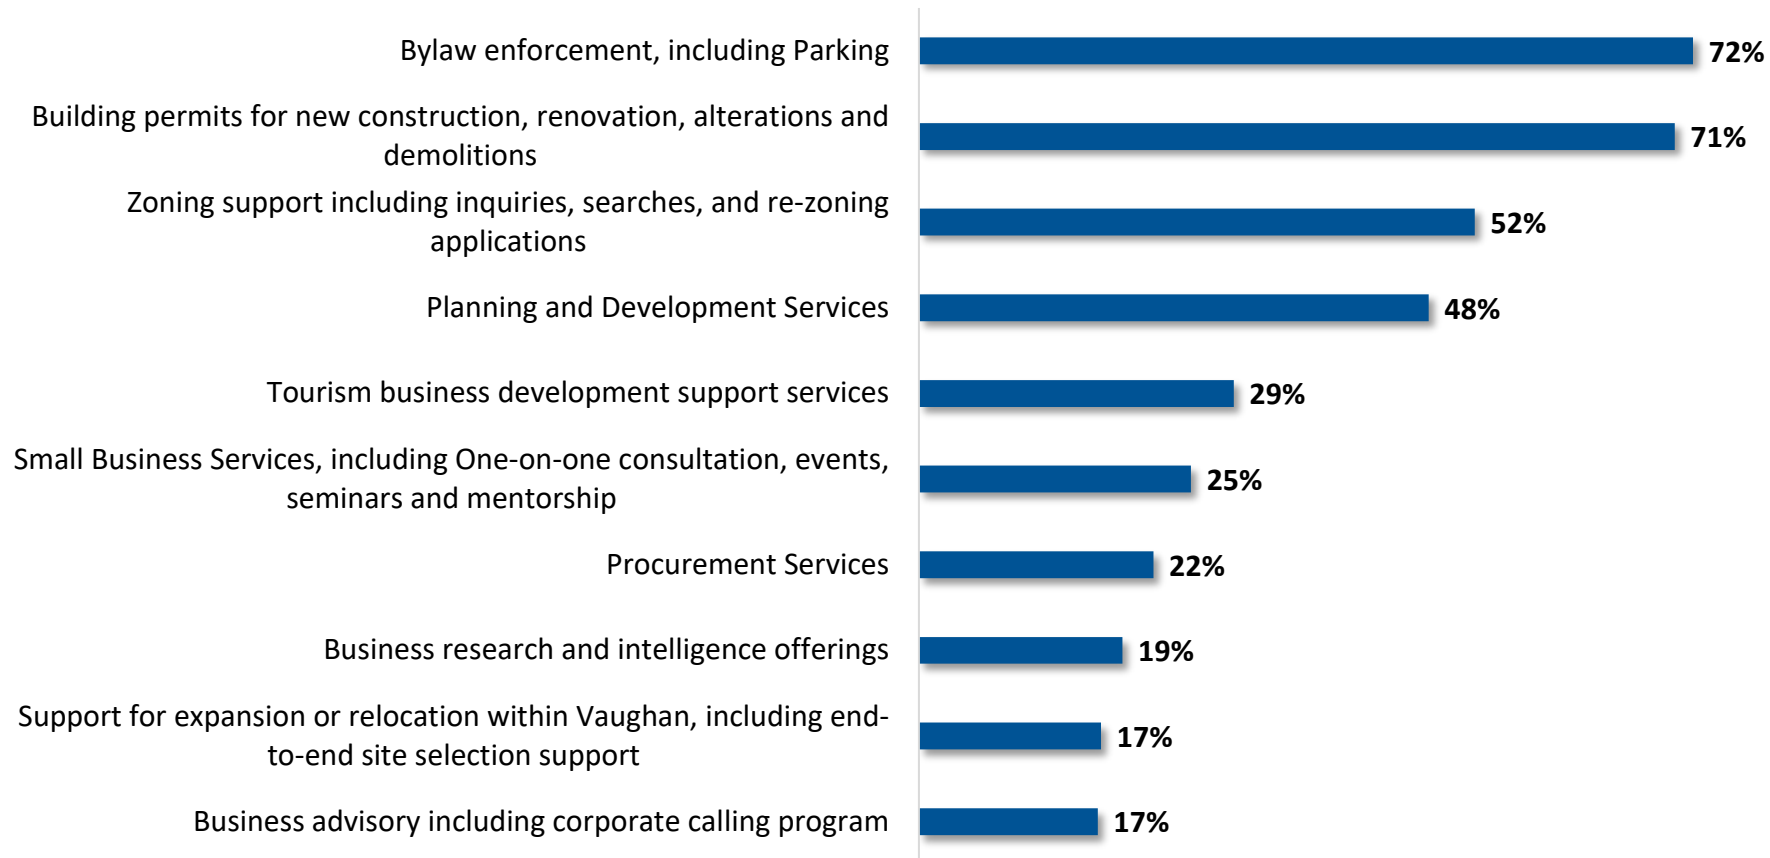 Bylaw enforcement, including Parking
72%
Building permits for new construction, renovation, alterations and
demolitions
71%
Zoning support including inquiries, searches, and re-zoning
applications
52%
Planning and Development Services
48%
Tourism business development support services
29%
Small Business Services, including One-on-one consultation, events,
seminars and mentorship
25%
Procurement Services
22%
Business research and intelligence offerings
19%
Support for expansion or relocation within Vaughan, including end-
to-end site selection support
17%
Business advisory including corporate calling program
17%